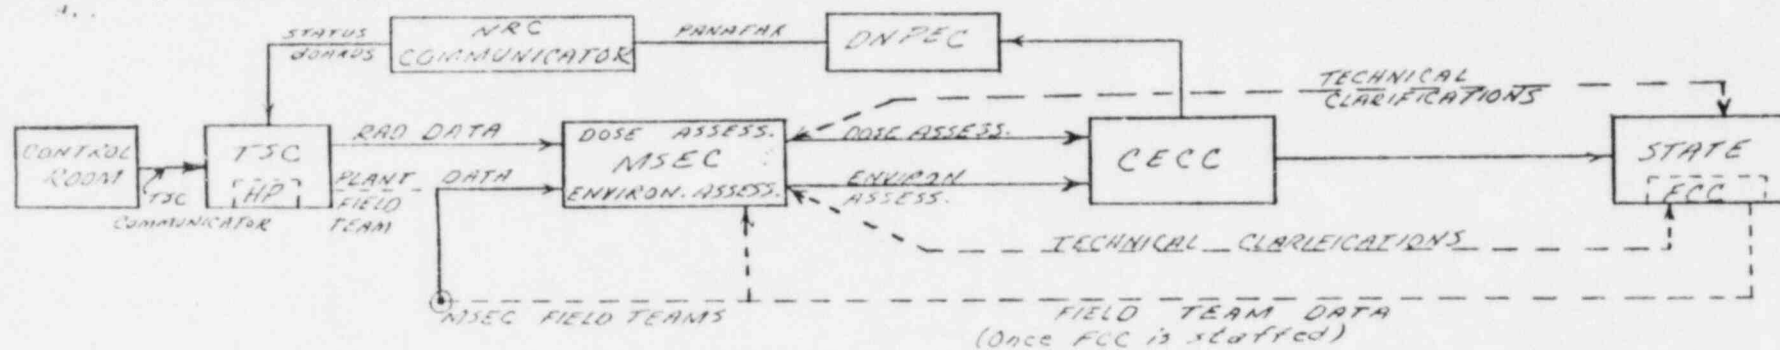 STATUS
BOARDS
NRC
COMMUNICATOR
PANAFAX
DNPEC
TECHNICAL
CLARIFICATIONS
CONTROL
ROOM
TSC
HP
TSC
COMMUNICATOR
RAD DATA
PLANT DATA
FIELD
TEAM
DOSE ASSESS.
MSEC
ENVIRON. ASSESS.
DOSE ASSESS.
ENVIRON
ASSESS.
CECC
STATE
FCC
TECHNICAL CLARIFICATIONS
MSEC FIELD TEAMS
FIELD TEAM DATA
(Once FCC is staffed)